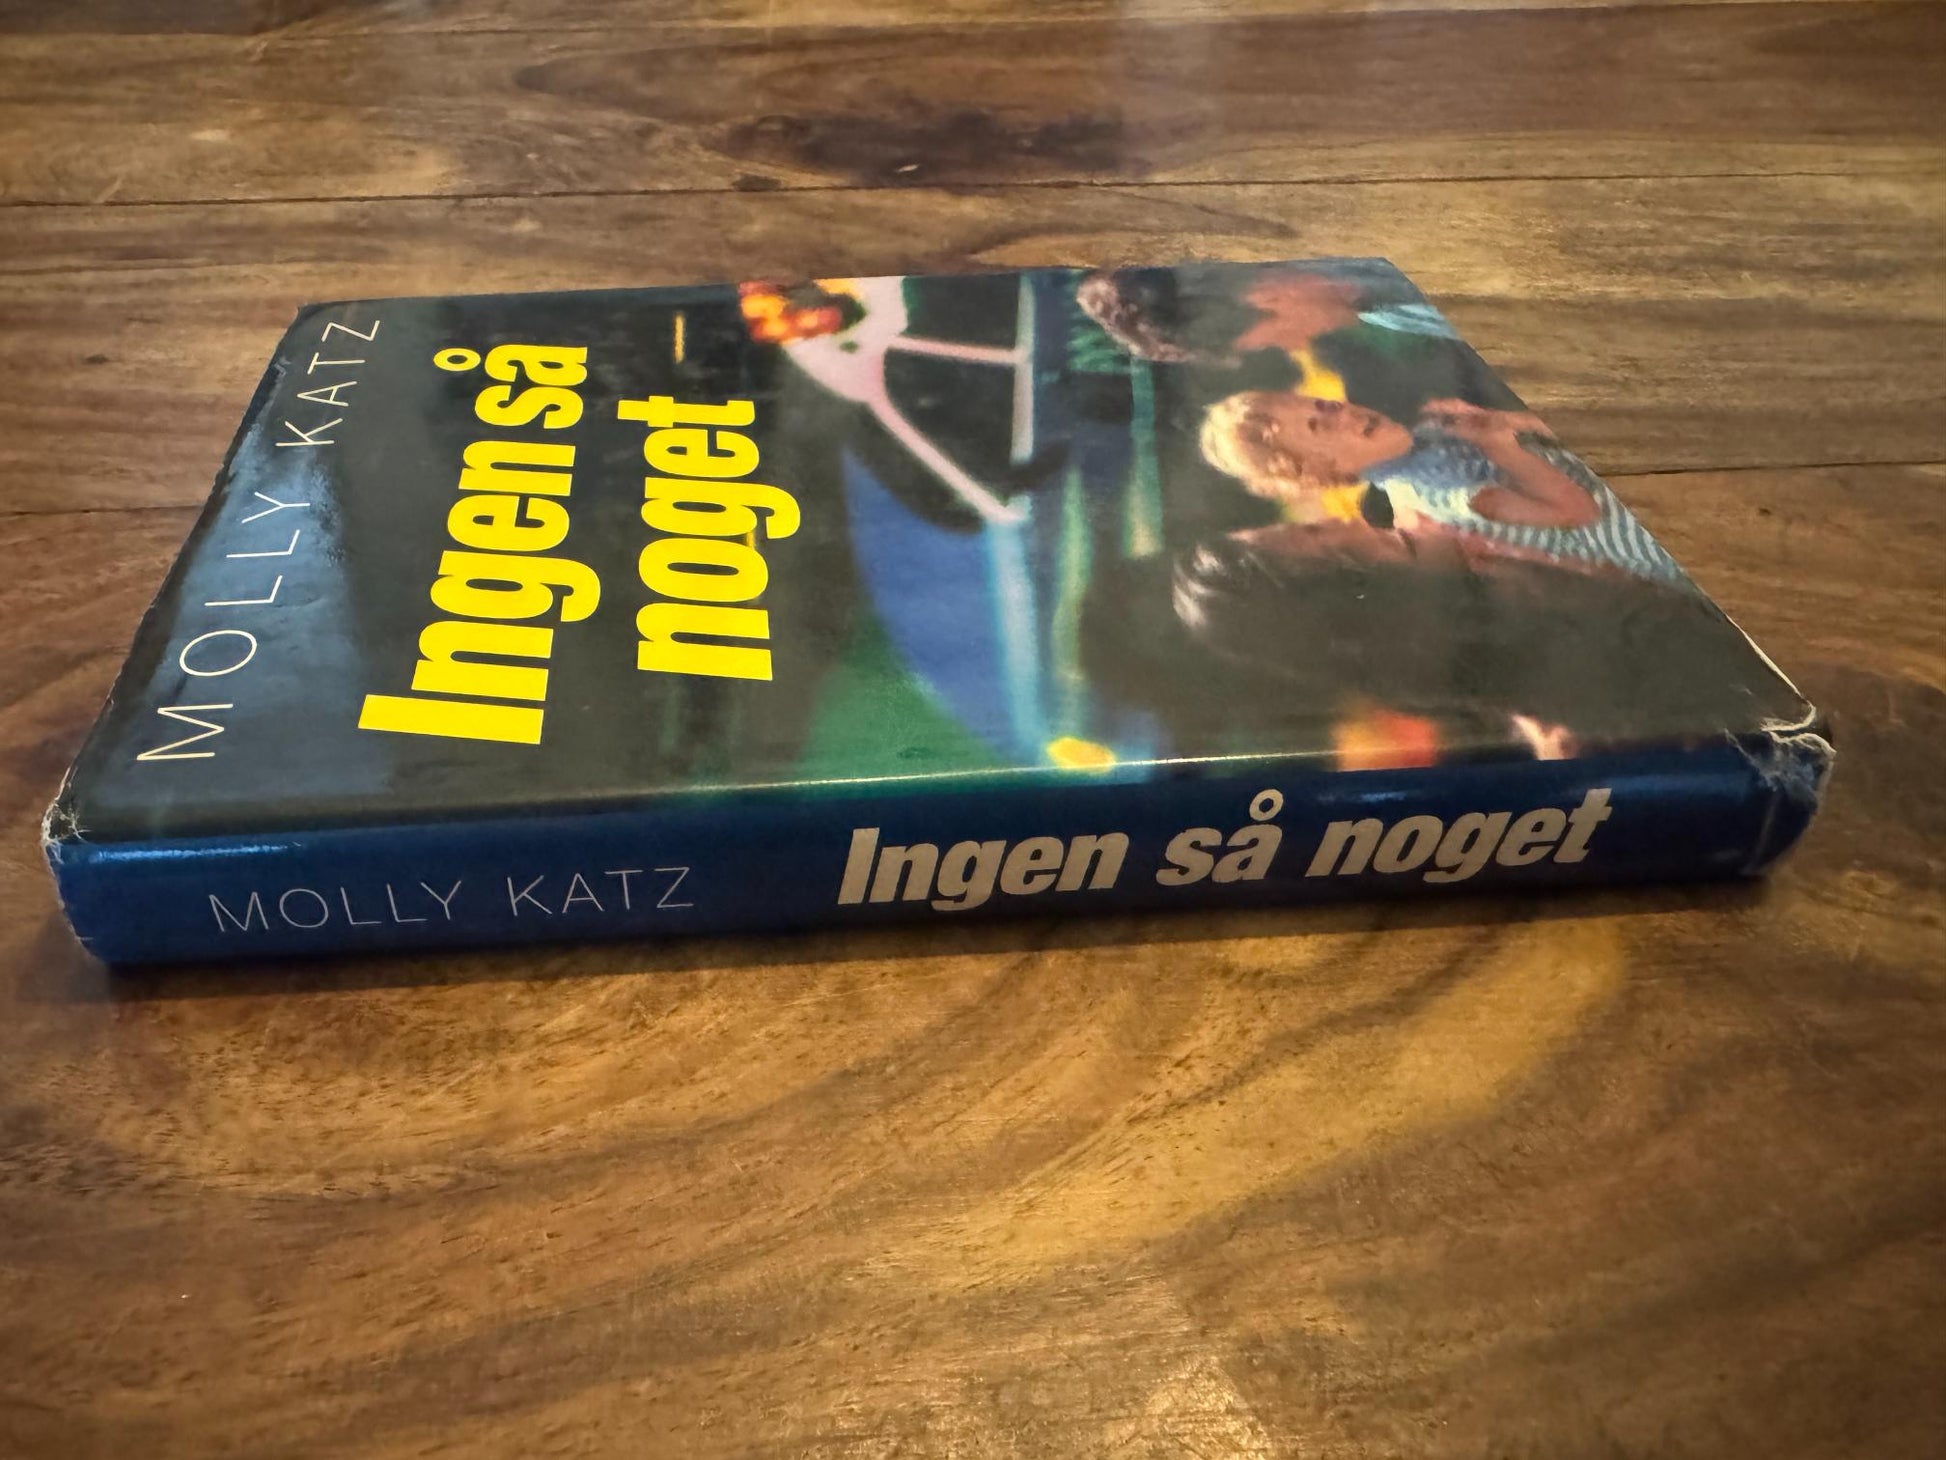 MOLLY KATZ
Ingen så
noget
MOLLY KATZ Ingen så noget